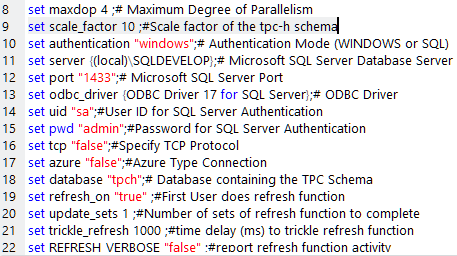 8 set maxdop 4 ;# Maximum Degree of Parallelism
9 set scale_factor 10 ;#Scale factor of the tpc-h schema
10 set authentication "windows";# Authentication Mode (WINDOWS or SQL)
11 set server {(local)\SQLDEVELOP};# Microsoft SQL Server Database Server
12 set port "1433";# Microsoft SQL Server Port
13 set odbc_driver {ODBC Driver 17 for SQL Server};# ODBC Driver
14 set uid "sa";#User ID for SQL Server Authentication
15 set pwd "admin";#Password for SQL Server Authentication
16 set tcp "false";#Specify TCP Protocol
17 set azure "false";#Azure Type Connection
18 set database "tpch";# Database containing the TPC Schema
19 set refresh_on "true" ;#First User does refresh function
20 set update_sets 1 ;#Number of sets of refresh function to complete
21 set trickle_refresh 1000 ;#time delay (ms) to trickle refresh function
22 set REFRESH_VERBOSE "false" ;#report refresh function activity